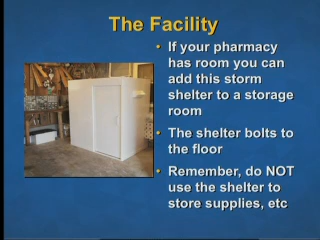 The Facility
• If your pharmacy
has room you can
add this storm
shelter to a storage
room
• The shelter bolts to
the floor
• Remember, do NOT
use the shelter to
store supplies, etc